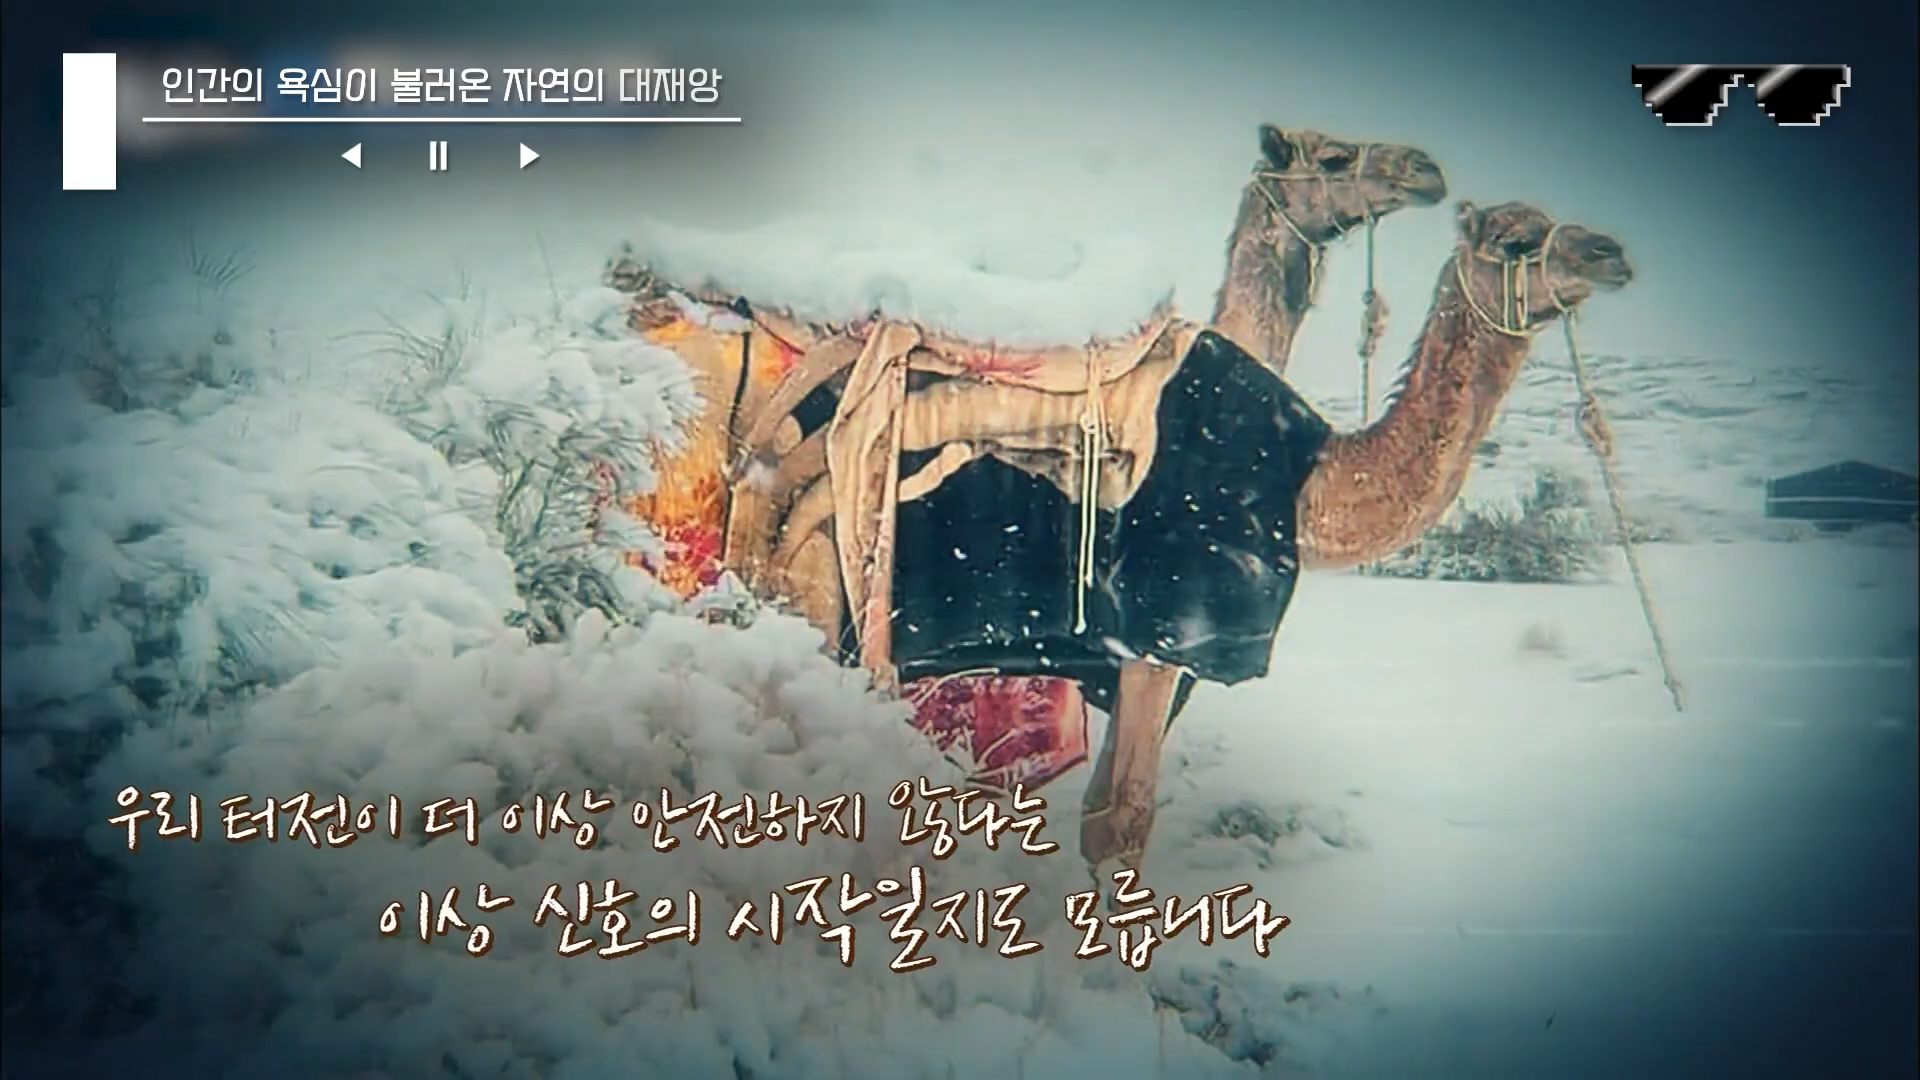 인간의 욕심이 불러온 자연의 대재앙
우리 터전이 더 이상 안전하지 않다는
이상 신호의 시작일지도 모릅니다